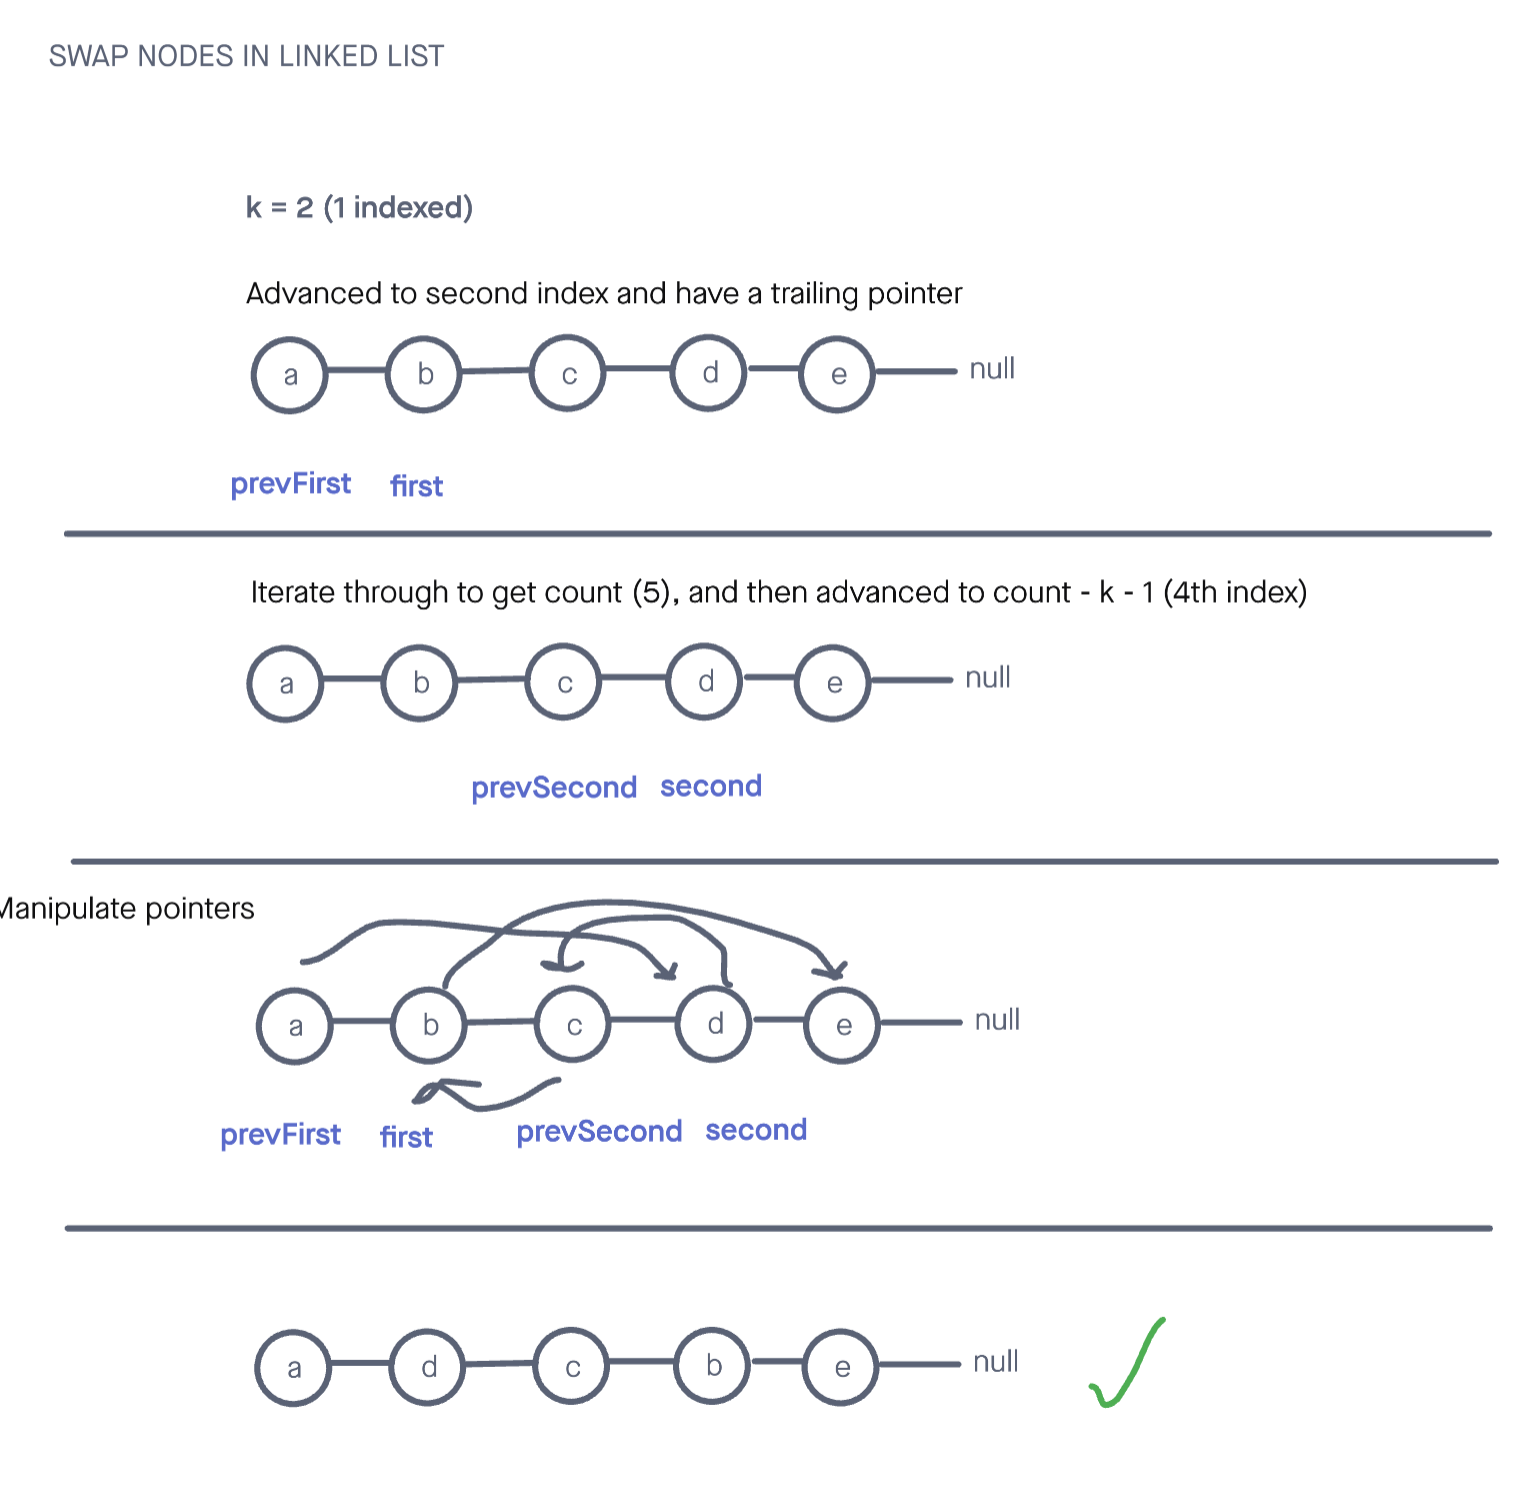 SWAP NODES IN LINKED LIST
k = 2 (1 indexed)
Advanced to second index and have a trailing pointer
a b c d e null
prevFirst first
Iterate through to get count (5), and then advanced to count - k - 1 (4th index)
a b c d e null
prevSecond second
Manipulate pointers
a b c d e null
prevFirst first prevSecond second
a d c b e null